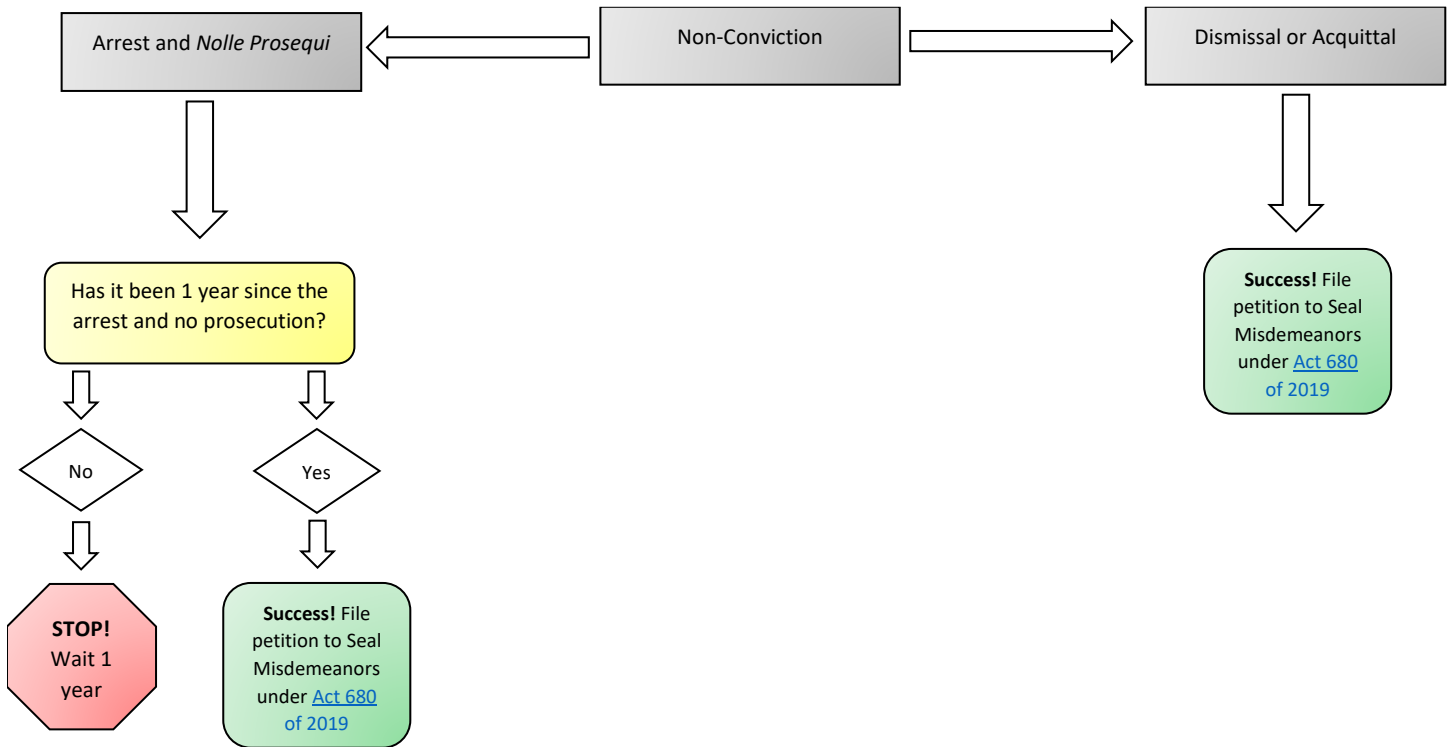 Arrest and Nolle Prosequi
Non-Conviction
Dismissal or Acquittal
Has it been 1 year since the
arrest and no prosecution?
Success! File
petition to Seal
Misdemeanors
under Act 680
of 2019
No
Yes
STOP!
Wait 1
year
Success! File
petition to Seal
Misdemeanors
under Act 680
of 2019